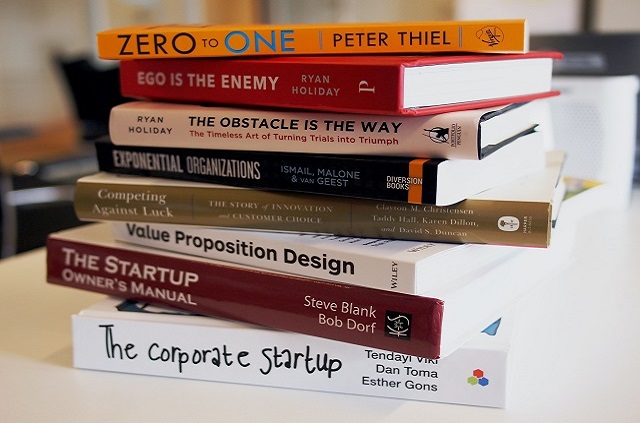 ZERO TO ONE | PETER THIEL |
EGO IS THE ENEMY RYAN HOLIDAY P
RYAN HOLIDAY THE OBSTACLE IS THE WAY
The Timeless Art of Turning Trials into Triumph
EXPONENTIAL ORGANIZATIONS ISMAIL, MALONE & VAN GEEST DIVERSION BOOKS
Competing Against Luck THE STORY OF INNOVATION and CUSTOMER CHOICE Clayton M. Christensen
Taddy Hall, Karen Dillon,
and David S. Duncan
Value Proposition Design WILEY
THE STARTUP
OWNER'S MANUAL
Steve Blank
Bob Dorf
The corporate startup
Tendayi Viki
Dan Toma
Esther Gons